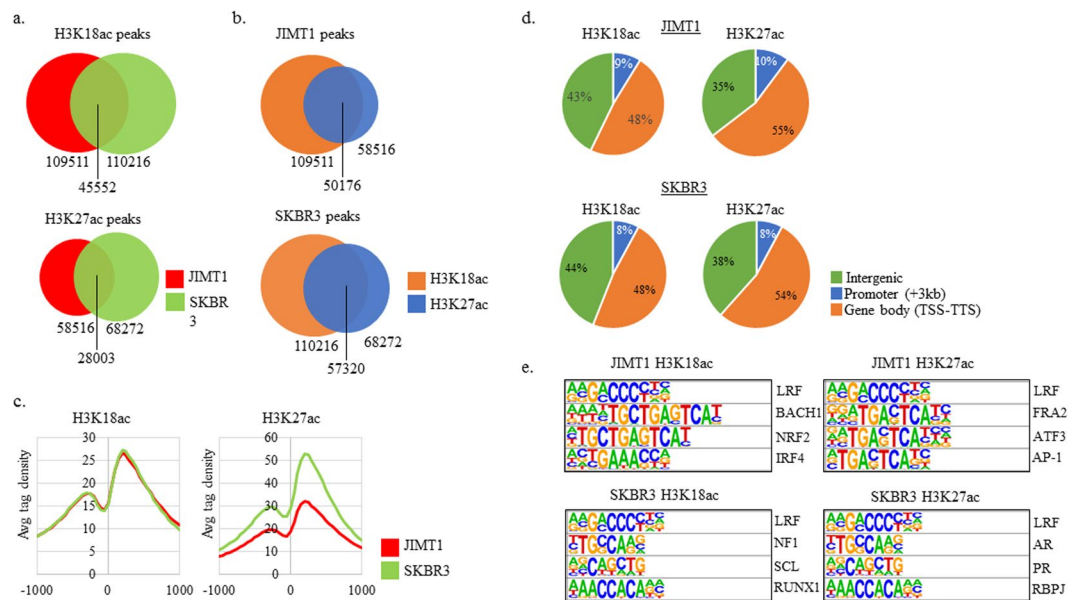 a.
H3K18ac peaks
109511 110216
45552
H3K27ac peaks
58516 68272
28003
JIMT1
SKBR
3
b.
JIMT1 peaks
109511 58516
50176
SKBR3 peaks
110216 68272
57320
H3K18ac
H3K27ac
c.
H3K18ac
30
25
20
15
10
5
0
-1000 0 1000
Avg tag density
H3K27ac
60
50
40
30
20
10
0
-1000 0 1000
Avg tag density
JIMT1
SKBR3
d.
JIMT1
H3K18ac
9%
43%
48%
H3K27ac
10%
35%
55%
SKBR3
H3K18ac
8%
44%
48%
H3K27ac
8%
38%
54%
Intergenic
Promoter (+3kb)
Gene body (TSS-TTS)
e.
JIMT1 H3K18ac
LRF
BACH1
NRF2
IRF4
JIMT1 H3K27ac
LRF
FRA2
ATF3
AP-1
SKBR3 H3K18ac
LRF
NF1
SCL
RUNX1
SKBR3 H3K27ac
LRF
AR
PR
RBPJ